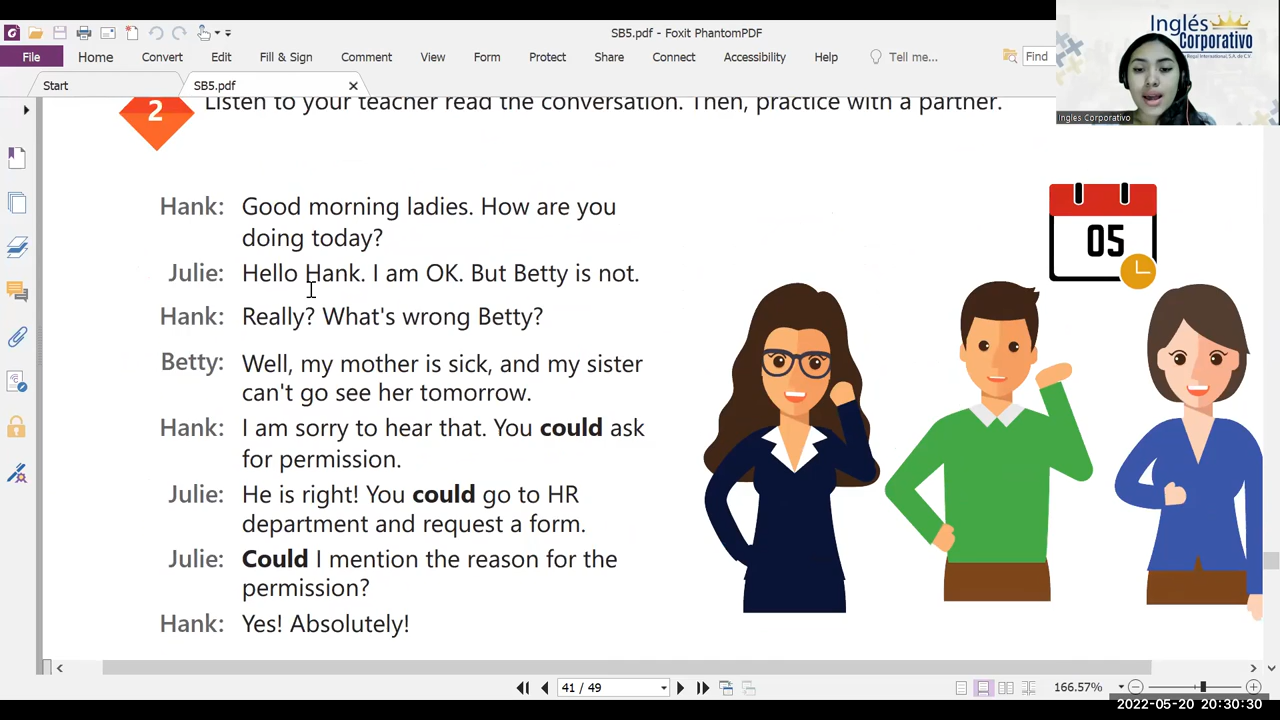 SB5.pdf - Foxit PhantomPDF
File Home Convert Fill & Sign Comment View Form Protect Share Connect Accessibility Help Tell me... Find
Start SB5.pdf
Inglés
Corporativo
Regal International, S.A. de C.V.
Ingles Corporativo
2 Listen to your teacher read the conversation. Then, practice with a partner.
Hank: Good morning ladies. How are you
doing today?
Julie: Hello Hank. I am OK. But Betty is not.
Hank: Really? What's wrong Betty?
Betty: Well, my mother is sick, and my sister
can't go see her tomorrow.
Hank: I am sorry to hear that. You could ask
for permission.
Julie: He is right! You could go to HR
department and request a form.
Julie: Could I mention the reason for the
permission?
Hank: Yes! Absolutely!
05
41 / 49
166.57%
2022-05-20 20:30:30